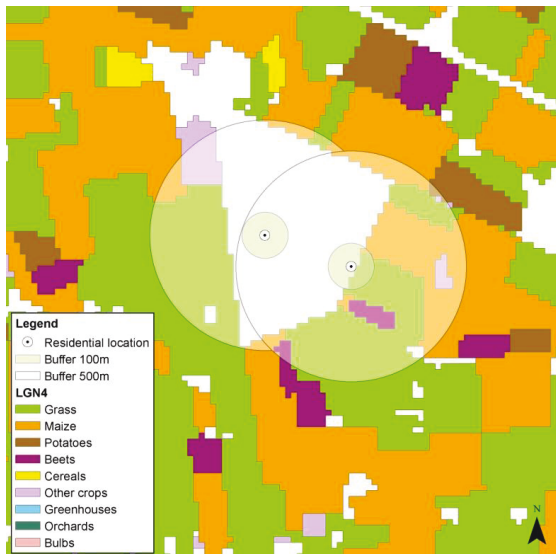 N
Legend
Residential location
Buffer 100m
Buffer 500m
LGN4
Grass
Maize
Potatoes
Beets
Cereals
Other crops
Greenhouses
Orchards
Bulbs